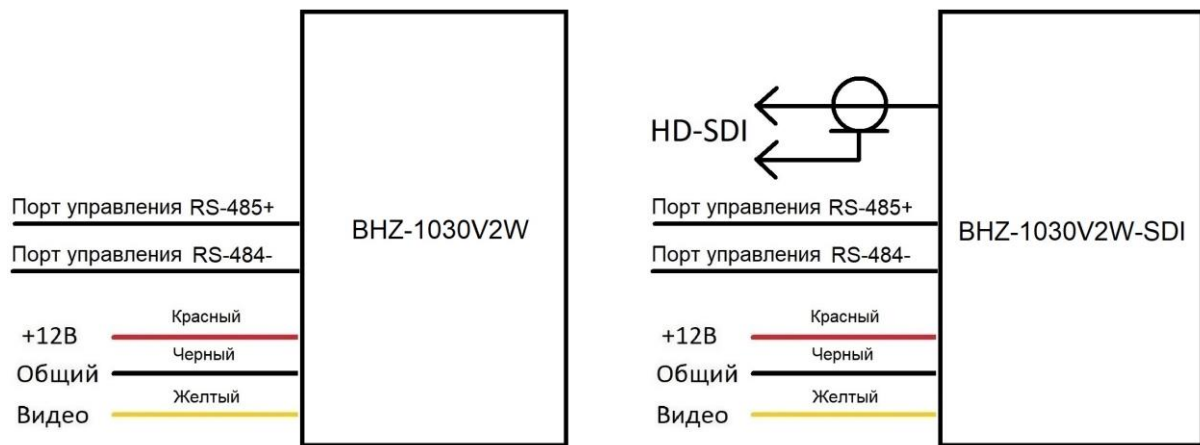 Порт управления RS-485+
Порт управления RS-484-
BHZ-1030V2W
Красный
+12В
Черный
Общий
Желтый
Видео
HD-SDI
Порт управления RS-485+
Порт управления RS-484-
BHZ-1030V2W-SDI
Красный
+12В
Черный
Общий
Желтый
Видео